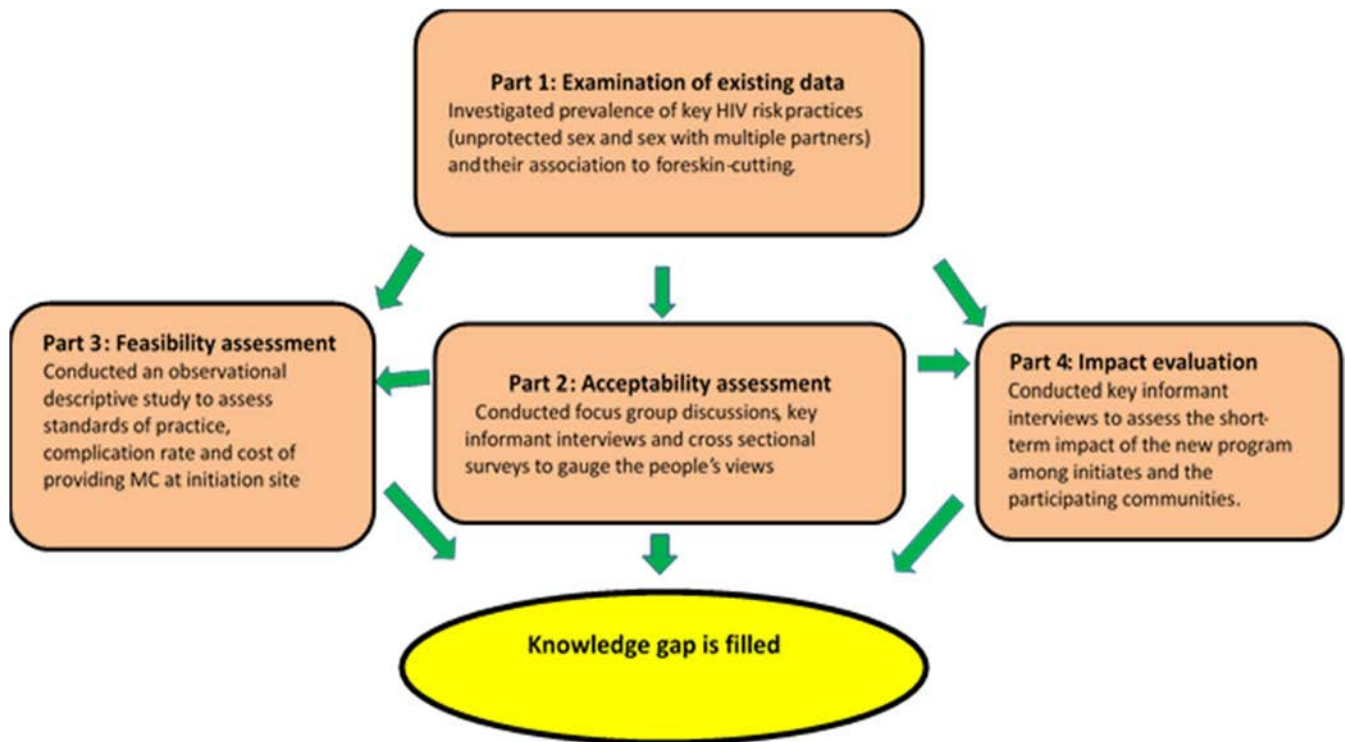 Part 1: Examination of existing data
Investigated prevalence of key HIV risk practices
(unprotected sex and sex with multiple partners)
and their association to foreskin-cutting.
Part 3: Feasibility assessment
Conducted an observational
descriptive study to assess
standards of practice,
complication rate and cost of
providing MC at initiation site
Part 2: Acceptability assessment
Conducted focus group discussions, key
informant interviews and cross sectional
surveys to gauge the people's views
Part 4: Impact evaluation
Conducted key informant
interviews to assess the short-
term impact of the new program
among initiates and the
participating communities.
Knowledge gap is filled